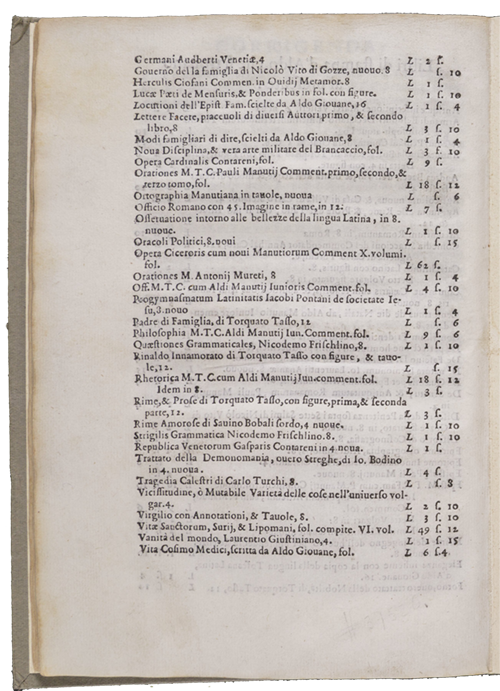 Germani Audberti Venetiæ,4 L 2 ſ.
Gouerno della famiglia di Nicolò Vito di Gozze, nuouo.8 L ſ. 10
Herculis Ciofani Commen. in Ouidij Metamor.8 L 1 ſ.
Lucæ Pæti de Menſuris,& Ponderibus in fol. con figure. L 1 ſ. 10
Locutioni dell'Epiſt Fam. ſcielte da Aldo Giouane,16 L 1 ſ. 4
Lettere Facete, piaceuoli di diuerſi Auttori primo, & ſecondo
libro,8 L 3 ſ. 10
Modi famigliari di dire, ſcielti da Aldo Giouane,8 L 1 ſ. 4
Noua Diſciplina,& vera arte militare del Brancaccio, fol. L 3 ſ. 10
Opera Cardinalis Contareni, fol. L 9 ſ.
Orationes M. T. C. Pauli Manutij Comment. primo, ſecondo, &
terzo tomo, fol. L 18 ſ. 12
Ortographia Manutiana in tauole, nuoua L ſ. 6
Officio Romano con 45. Imagine in rame, in 12. L 7 ſ.
Oſſeruatione intorno alle bellezze della lingua Latina, in 8.
nuoue. L 1 ſ. 10
Oracoli Politici, 8. noui L ſ. 15
Opera Ciceronis cum noui Manutiorum Comment X. volumi.
fol. L 62 ſ.
Orationes M. Antonij Mureti, 8 L 1 ſ. 4
Off. M. T. C. cum Aldi Manutij Iunioris Comment. fol. L 4 ſ. 10
Progymnaſmatum Latinitatis Iacobi Pontani de ſocietate Ie-
ſu, 3. nouo L 1 ſ. 4
Padre di Famiglia, di Torquato Taſſo, 12 L ſ. 6
Philoſophia M. T. C. Aldi Manutij Iun. Comment. fol. L 9 ſ. 6
Quæſtiones Grammaticales, Nicodemo Friſchlino, 8. L 1 ſ. 10
Rinaldo Innamorato di Torquato Taſſo con figure, & tauo-
le, 12. L ſ. 15
Rhetorica M. T. C. cum Aldi Manutij Iun. comment. fol. L 18 ſ. 12
Idem in 8. L 3 ſ.
Rime, & Proſe di Torquato Taſſo, con figure, prima, & ſeconda
parte, 12. L 3 ſ.
Rime Amoroſe di Sauino Bobali ſordo, 4 nuoue. L 1 ſ. 10
Strigilis Grammatica Nicodemo Friſchlino. 8. L 1 ſ. 10
Republica Venetorum Gaſparis Contareni in 4. noua. L 1 ſ.
Trattato della Demonomania, ouero Streghe, di Io. Bodino
in 4. nuoua. L 4 ſ.
Tragedia Caleſtri di Carlo Turchi, 8. L ſ. 8
Viciſſitudine, ò Mutabile Varietà delle coſe nell'vniuerſo vol-
gar. 4. L 2 ſ. 10
Virgilio con Annotationi, & Tauole, 8. L 3 ſ. 10
Vitæ Sanctorum, Surij, & Lipomani, fol. compite. VI. vol. L 49 ſ. 12
Vanità del mondo, Laurentio Giuſtiniano, 4. L 1 ſ. 15
Vita Coſimo Medici, ſcritta da Aldo Giouane, fol. L 6 ſ. 4